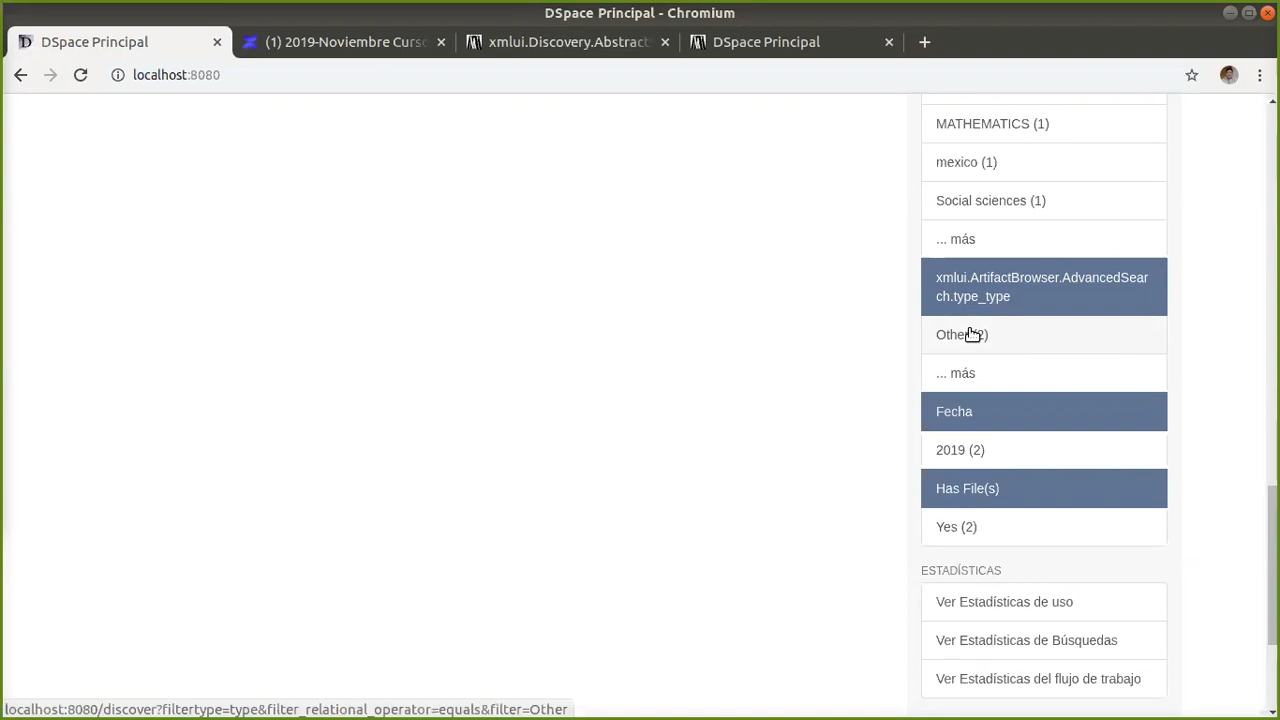 DSpace Principal - Chromium
DSpace Principal
(1) 2019-Noviembre Curso
xmlui.Discovery.Abstract
DSpace Principal
localhost:8080
MATHEMATICS (1)
mexico (1)
Social sciences (1)
... más
xmlui.ArtifactBrowser.AdvancedSear
ch.type_type
Other (2)
... más
Fecha
2019 (2)
Has File(s)
Yes (2)
ESTADÍSTICAS
Ver Estadísticas de uso
Ver Estadísticas de Búsquedas
Ver Estadísticas del flujo de trabajo
localhost:8080/discover?filtertype=type&filter_relational_operator=equals&filter=Other